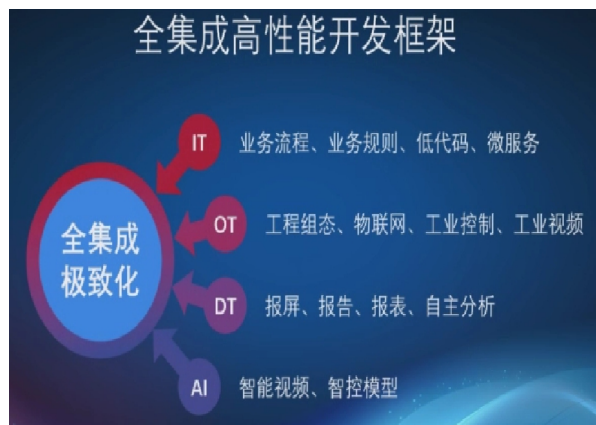 全集成高性能开发框架
IT 业务流程、业务规则、低代码、微服务
全集成
极致化
OT 工程组态、物联网、工业控制、工业视频
DT 报屏、报告、报表、自主分析
AI 智能视频、智控模型